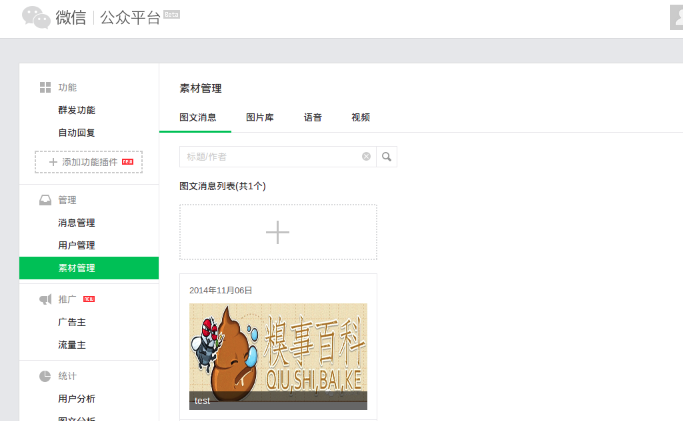 微信 公众平台 Beta
功能
群发功能
自动回复
添加功能插件
管理
消息管理
用户管理
素材管理
推广
广告主
流量主
统计
用户分析
图文分析
素材管理
图文消息 图片库 语音 视频
标题/作者
图文消息列表(共1个)
2014年11月06日
糗事百科
QIU,SHI,BAI,KE
test